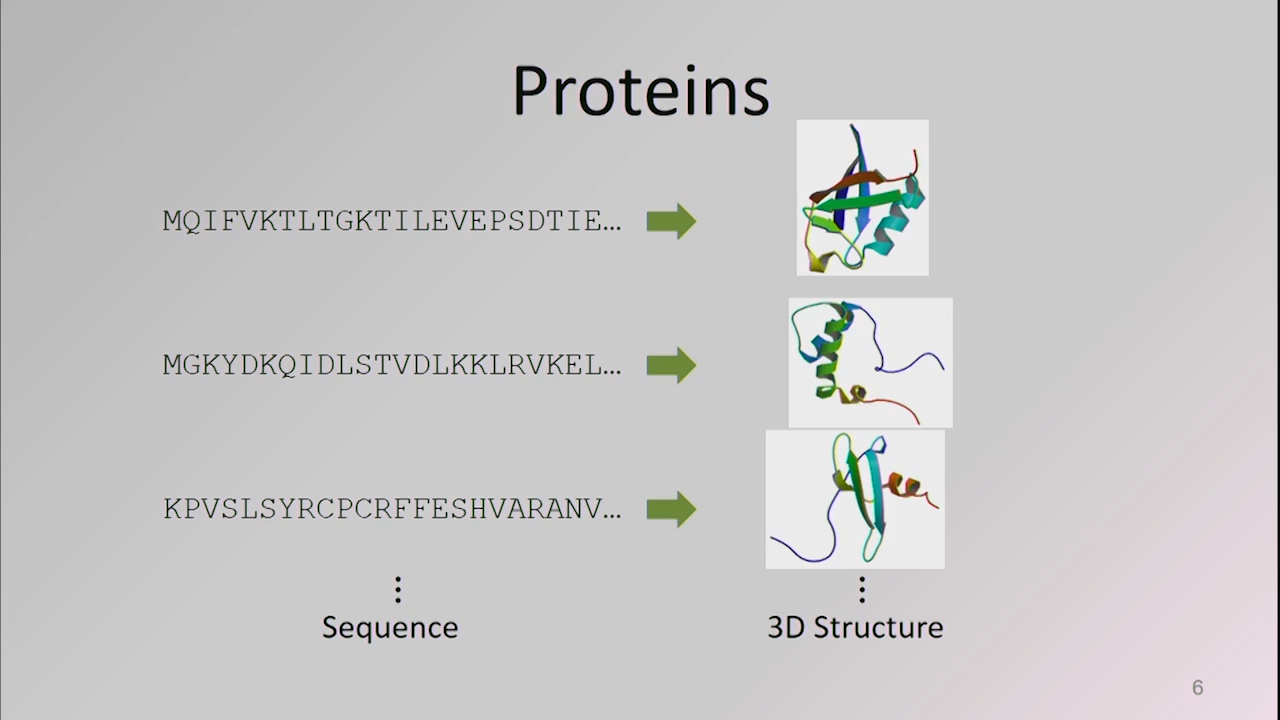 Proteins
MQIFVKTLTGKTILEVEPSDTIE…
MGKYDKQIDLSTVDLKKLRVKEL…
KPVSLSYRCPCRFFESHVARANV…
⋮ ⋮
Sequence 3D Structure
6